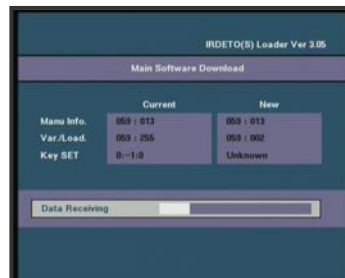 IRDETO(S) Loader Ver 3.05
Main Software Download
Current New
Manu Info. 059 : 013 059 : 013
Var./Load. 053 : 255 059 : 002
Key SET 0:-1:0 Unknown
Data Receiving